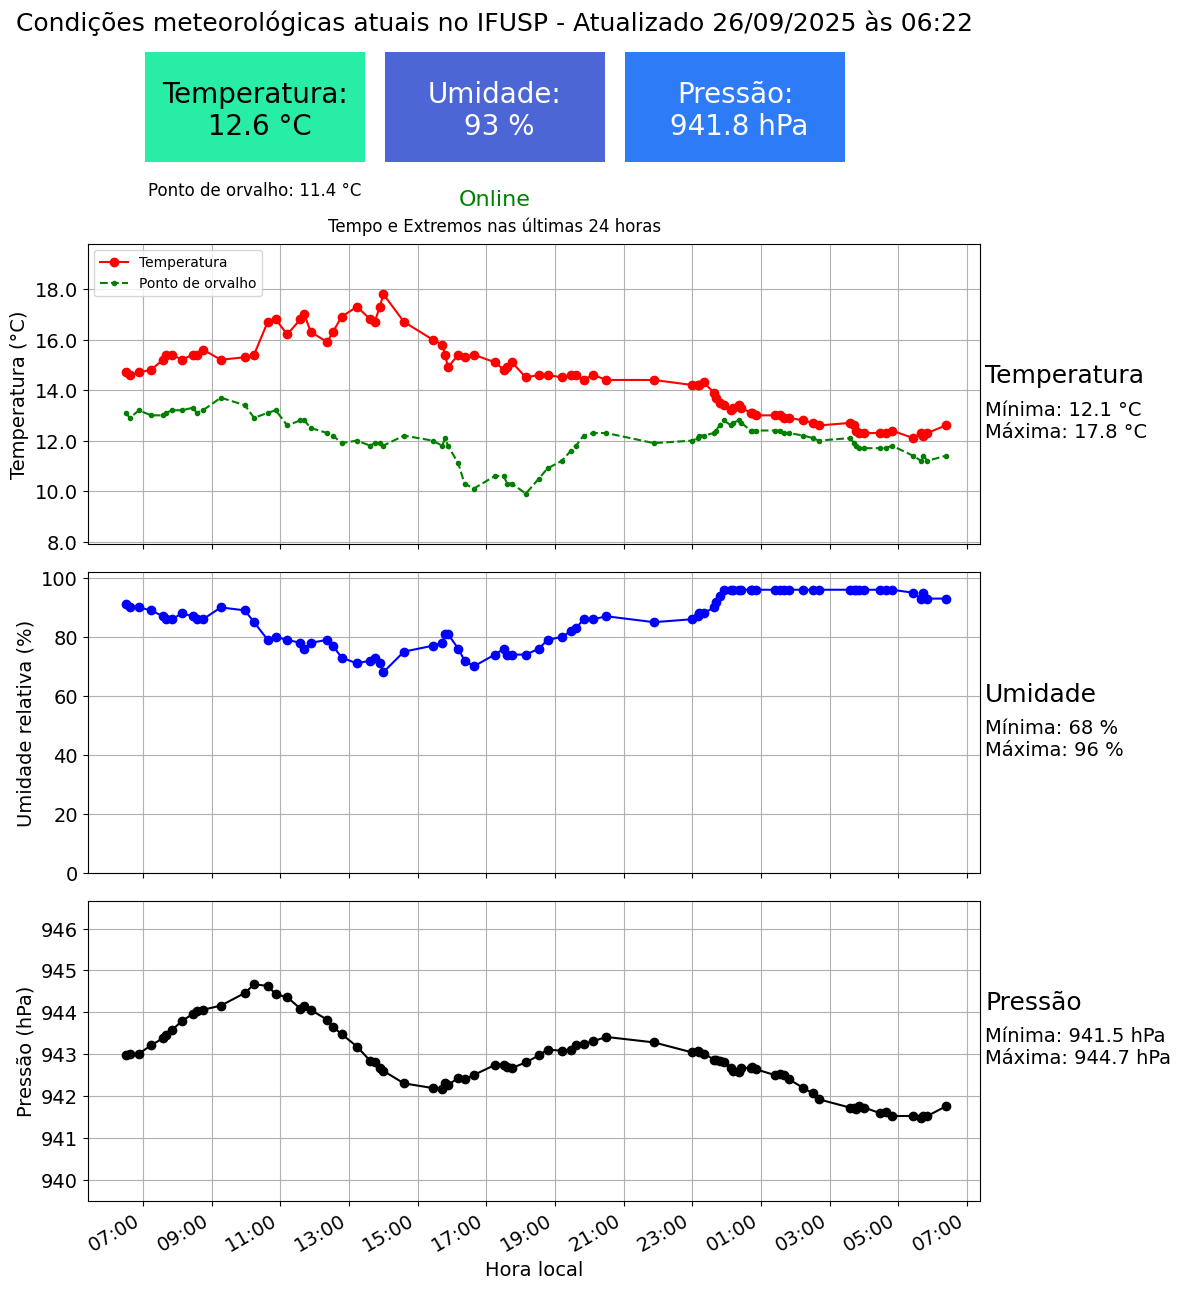 Condições meteorológicas atuais no IFUSP - Atualizado 26/09/2025 às 06:22
Temperatura:
12.6 °C
Umidade:
93 %
Pressão:
941.8 hPa
Ponto de orvalho: 11.4 °C
Online
Tempo e Extremos nas últimas 24 horas
Temperatura
Ponto de orvalho
Temperatura (°C)
18.0
16.0
14.0
12.0
10.0
8.0
Temperatura
Mínima: 12.1 °C
Máxima: 17.8 °C
Umidade relativa (%)
100
80
60
40
20
0
Umidade
Mínima: 68 %
Máxima: 96 %
Pressão (hPa)
946
945
944
943
942
941
940
Pressão
Mínima: 941.5 hPa
Máxima: 944.7 hPa
07:00 09:00 11:00 13:00 15:00 17:00 19:00 21:00 23:00 01:00 03:00 05:00 07:00
Hora local